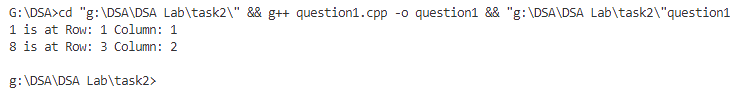 G:\DSA>cd "g:\DSA\DSA Lab\task2\" && g++ question1.cpp -o question1 && "g:\DSA\DSA Lab\task2\"question1
1 is at Row: 1 Column: 1
8 is at Row: 3 Column: 2
g:\DSA\DSA Lab\task2>